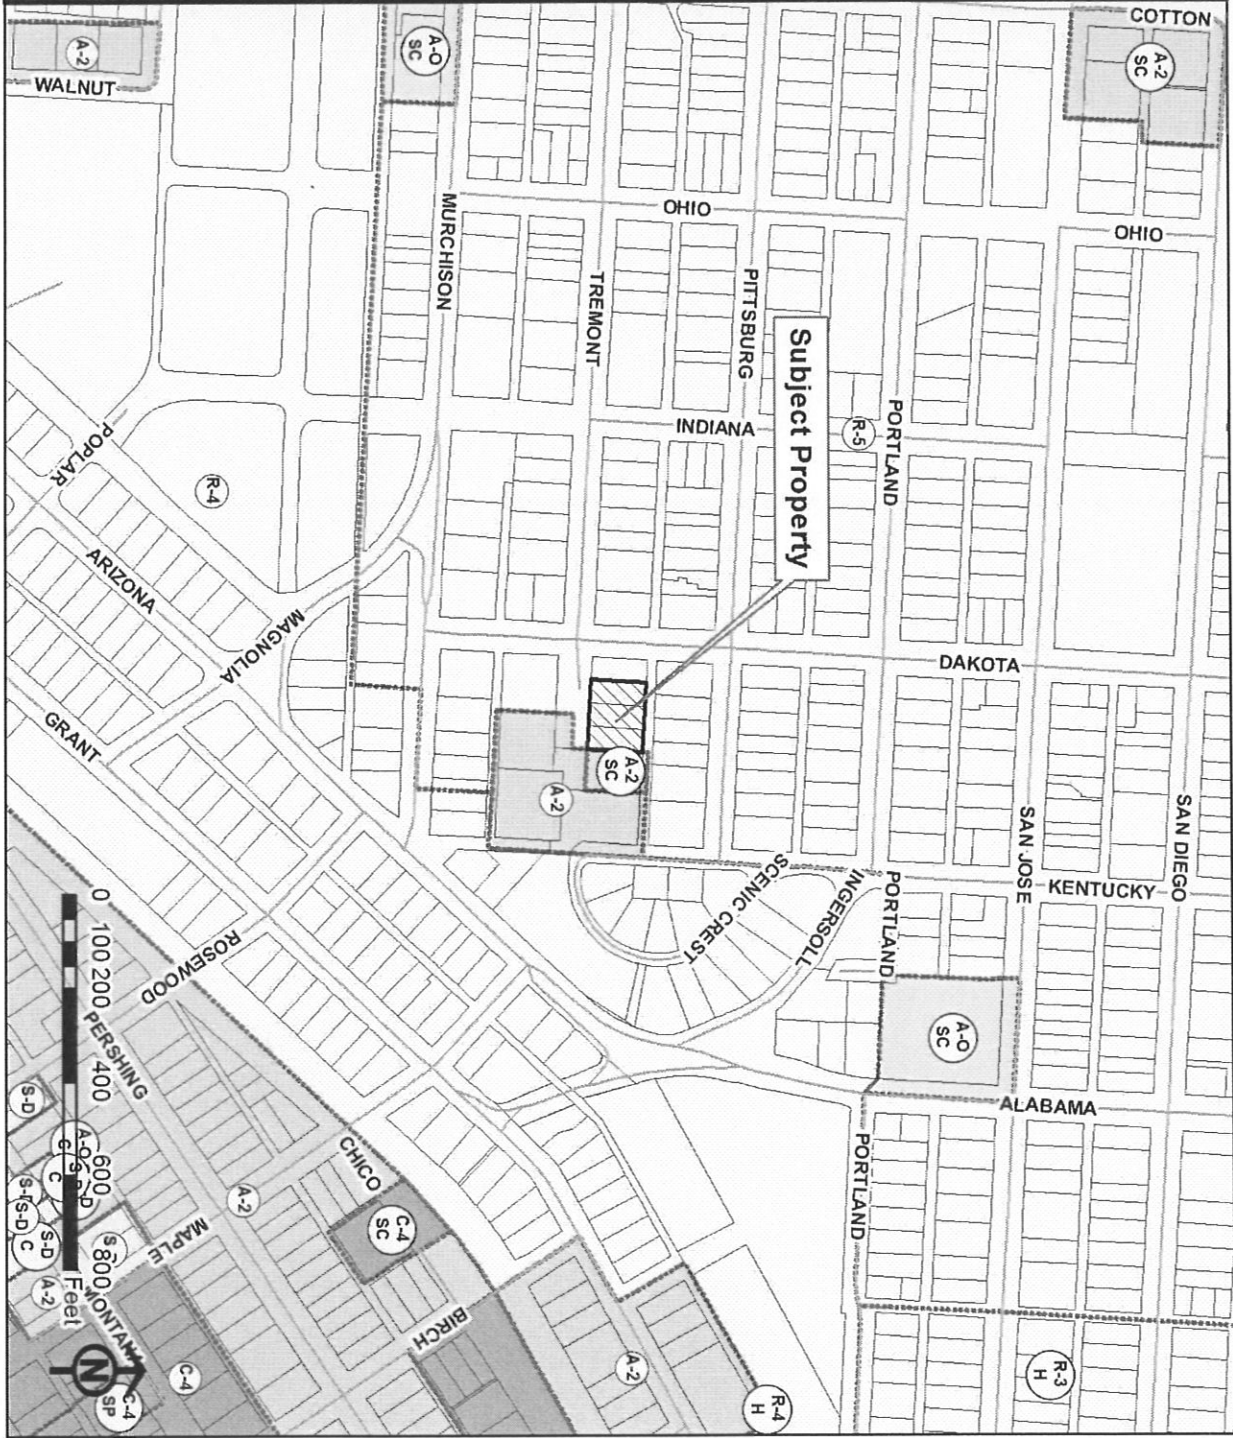 COTTON
A-2
SC
A-O
SC
A-2
WALNUT
OHIO
OHIO
MURCHISON
TREMONT
PITTSBURG
Subject Property
PORTLAND
INDIANA
R-5
POPLAR
R-4
ARIZONA
MAGNOLIA
DAKOTA
GRANT
A-2
SC
A-2
SAN DIEGO
SAN JOSE
KENTUCKY
SCENIC CREST
INGERSOLL
PORTLAND
ROSEWOOD
A-O
SC
ALABAMA
PERSHING
PORTLAND
CHICO
C-4
SC
A-2
MAPLE
BIRCH
A-2
R-4
H
R-3
H
S-D
S-D
S-D
C
A-2
MONTANA
C-4
C-4
SP
0 100 200 400 600 800
Feet
N